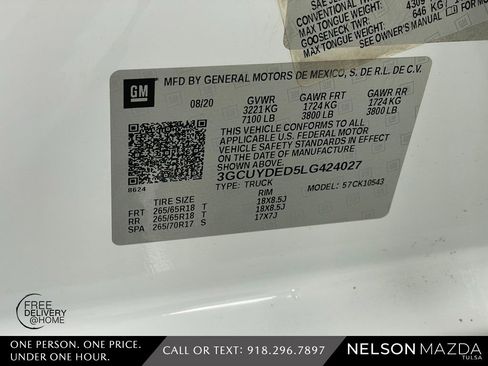 SAE J
CONVENTIONAL TWR:
MAX TONGUE WEIGHT:
GOOSENECK TWR:
MAX TONGUE WEIGHT:
4309
646 KG
SEE OWNER'S MANUAL FOR MO
GM
MFD BY GENERAL MOTORS DE MEXICO, S. DE R.L. DE C.V.
08/20 GVWR GAWR FRT GAWR RR
3221 KG 1724 KG 1724 KG
7100 LB 3800 LB 3800 LB
THIS VEHICLE CONFORMS TO ALL
APPLICABLE U.S. FEDERAL MOTOR
VEHICLE SAFETY STANDARDS IN EFFECT
ON THE DATE OF MANUFACTURE
SHOWN ABOVE.
3GCUYDED5LG424027
8624
TYPE: TRUCK MODEL: 57CK10543
TIRE SIZE RIM
FRT 265/65R18 T 18X8.5J
RR 265/65R18 T 18X8.5J
SPA 265/70R17 S 17X7J
FREE
DELIVERY
@HOME
ONE PERSON. ONE PRICE.
UNDER ONE HOUR.
CALL OR TEXT: 918.296.7897
NELSON MAZDA
TULSA